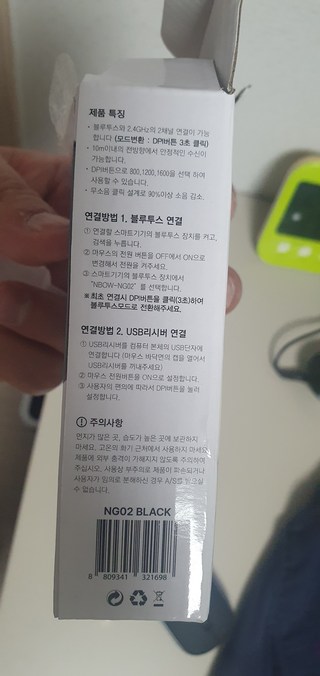 제품 특징
• 블루투스와 2.4GHz의 2채널 연결이 가능
합니다 (모드변환 : DPI버튼 3초 클릭)
• 10m이내의 전방향에서 안정적인 수신이
가능합니다.
• DPI버튼으로 800,1200,1600을 선택 하여
사용할 수 있습니다.
• 무소음 클릭 설계로 90%이상 소음 감소.
연결방법 1. 블루투스 연결
① 연결할 스마트기기의 블루투스 장치를 켜고,
검색을 누릅니다.
② 마우스의 전원 버튼을 OFF에서 ON으로
변경해서 전원을 켜주세요.
③ 스마트기기의 블루투스 장치에서
"NBOW-NG02" 를 선택합니다.
※ 최초 연결시 DPI버튼을 클릭(3초)하여
블루투스모드로 전환해주세요.
연결방법 2. USB리시버 연결
① USB리시버를 컴퓨터 본체의 USB단자에
연결합니다 (마우스 바닥면의 캡을 열어서
USB리시버를 꺼내주세요)
② 마우스 전원버튼을 ON으로 설정합니다.
③ 사용자의 편의에 따라서 DPI버튼을 눌러
설정합니다.
주의사항
먼지가 많은 곳, 습도가 높은 곳에 보관하지
마세요. 고온의 열기 근처에서 사용하지 마세요
제품에 외부 충격이 가해지지 않도록 주의하여
주십시오. 사용상 부주의로 제품이 파손되거나
사용자가 임의로 분해하신 경우 A/S를 받으실
수 없습니다.
NG02 BLACK
8 809341 321698